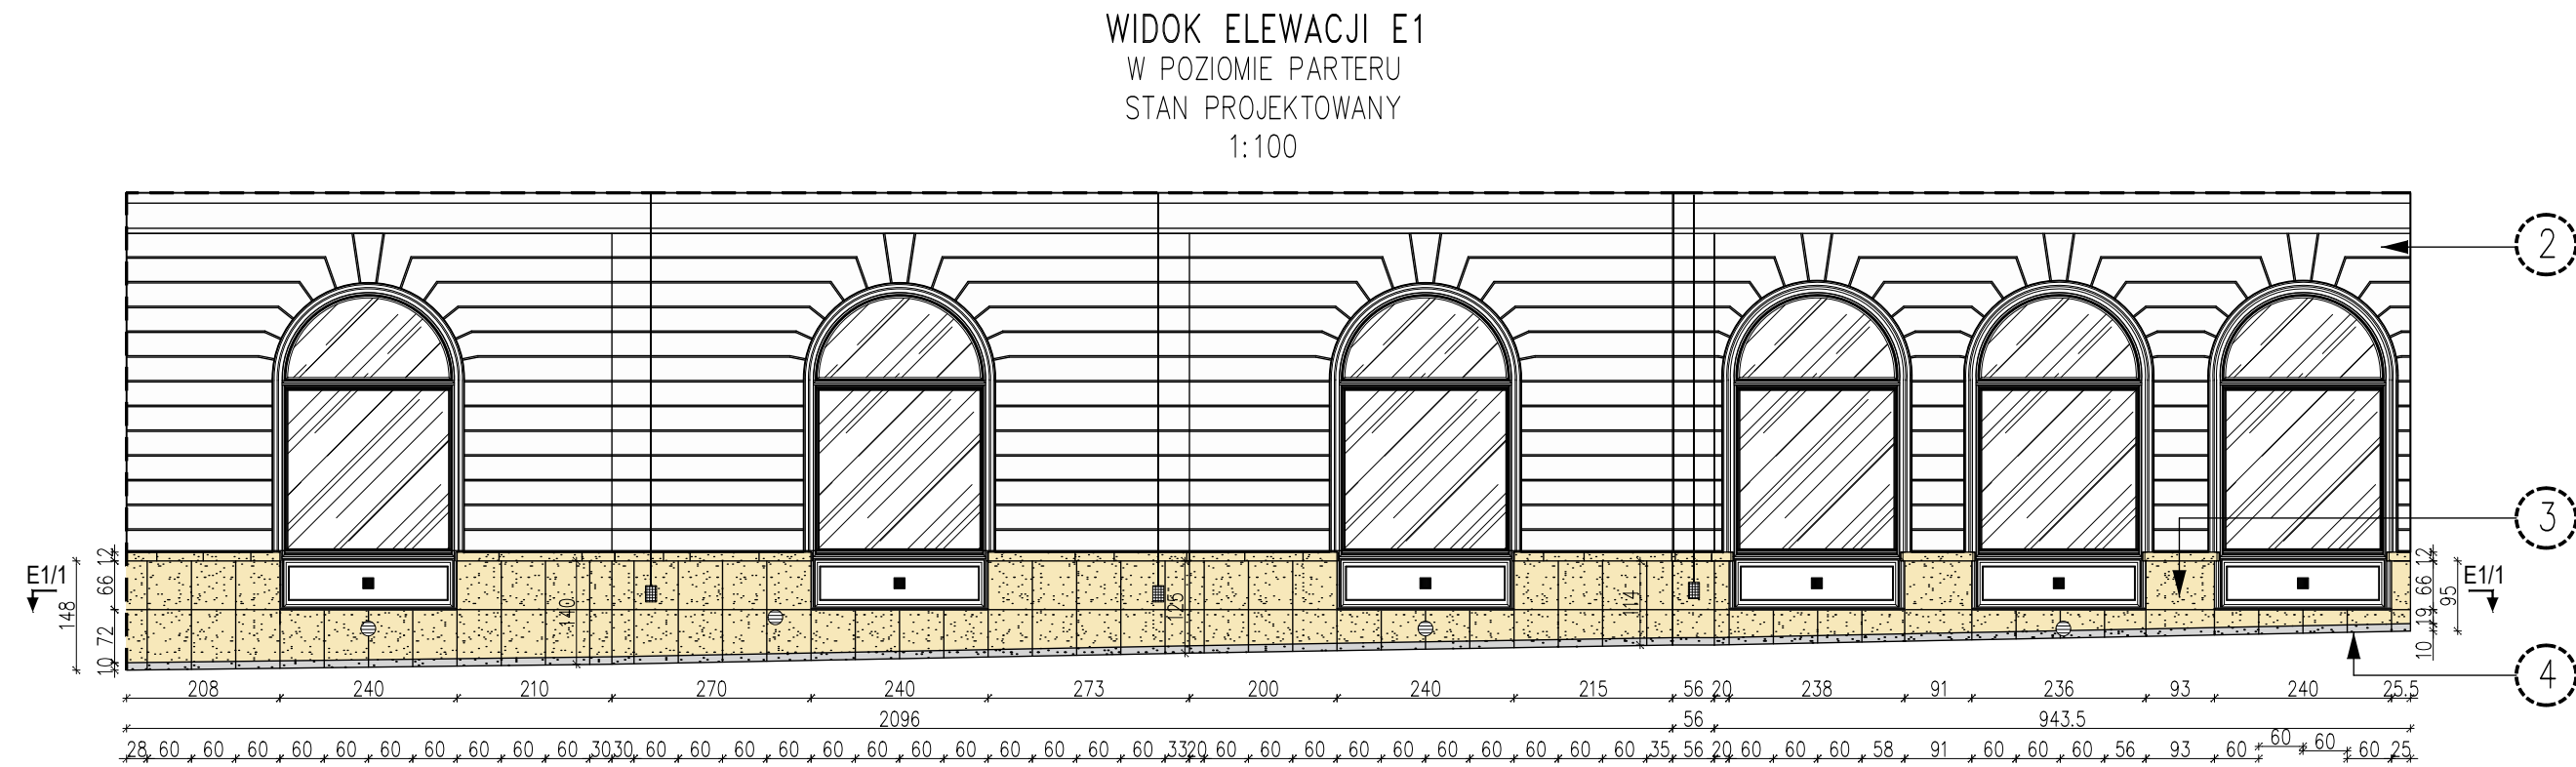 WIDOK ELEWACJI E1
W POZIOMIE PARTERU
STAN PROJEKTOWANY
1:100
2
3
4
E1/1
E1/1
12
66
72
10
148
140
125
114
12
66
19
10
95
208 240 210 270 240 273 200 240 215 56 20 238 91 236 93 240 25.5
2096 56 943.5
28 60 60 60 60 60 60 60 60 60 60 30 30 60 60 60 60 60 60 60 60 60 60 60 60 33 20 60 60 60 60 60 60 60 60 60 60 35 56 20 60 60 60 58 91 60 60 60 56 93 60 60 60 60 25